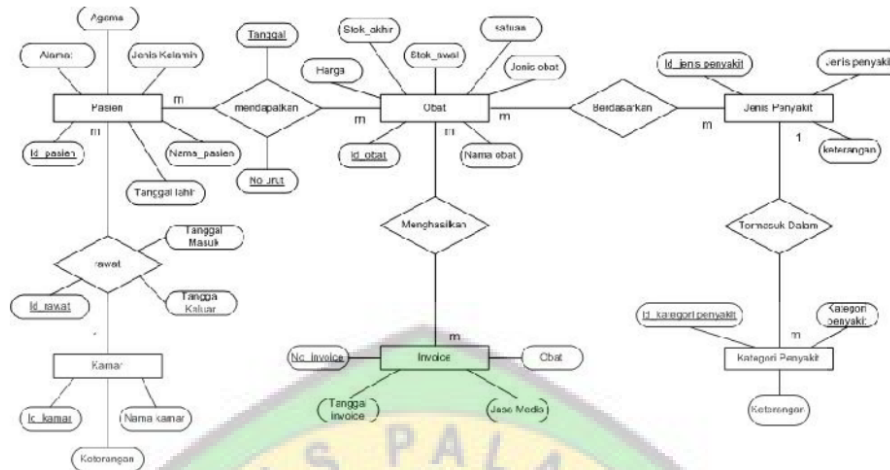 Agama
Alamat
Jenis Kelamin
Pasien
Id_pasien
Nama_pasien
Tanggal lahir
m
m
Tanggal
mendapatkan
No_urut
m
Stok_akhir
Stok_awal
satuan
Harga
Jenis obat
Obat
Id_obat
Nama obat
m
m
Berdasarkan
m
Id_jenis penyakit
Jenis penyakit
Jenis Penyakit
keterangan
1
Termasuk Dalam
m
Id_kategori penyakit
Kategori
penyakit
Kategori Penyakit
Keterangan
Menghasilkan
m
No_invoice
Invoice
Obat
Tanggal
invoice
Jasa Medis
rawat
Tanggal
Masuk
Id_rawat
Tangga
Keluar
Kamar
Id_kamar
Nama kamar
Keterangan
S PALA